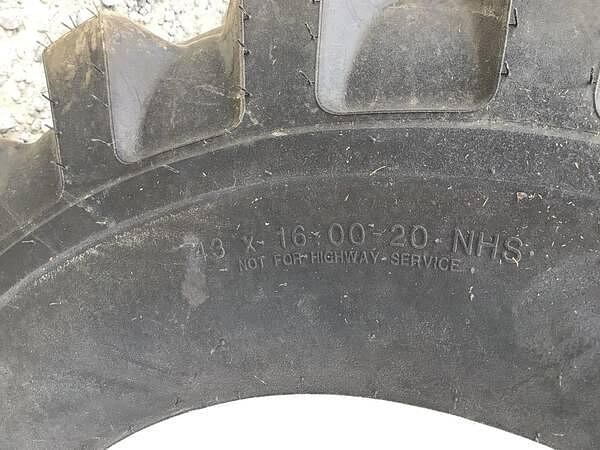 43 x 16.00-20 NHS
NOT FOR HIGHWAY SERVICE